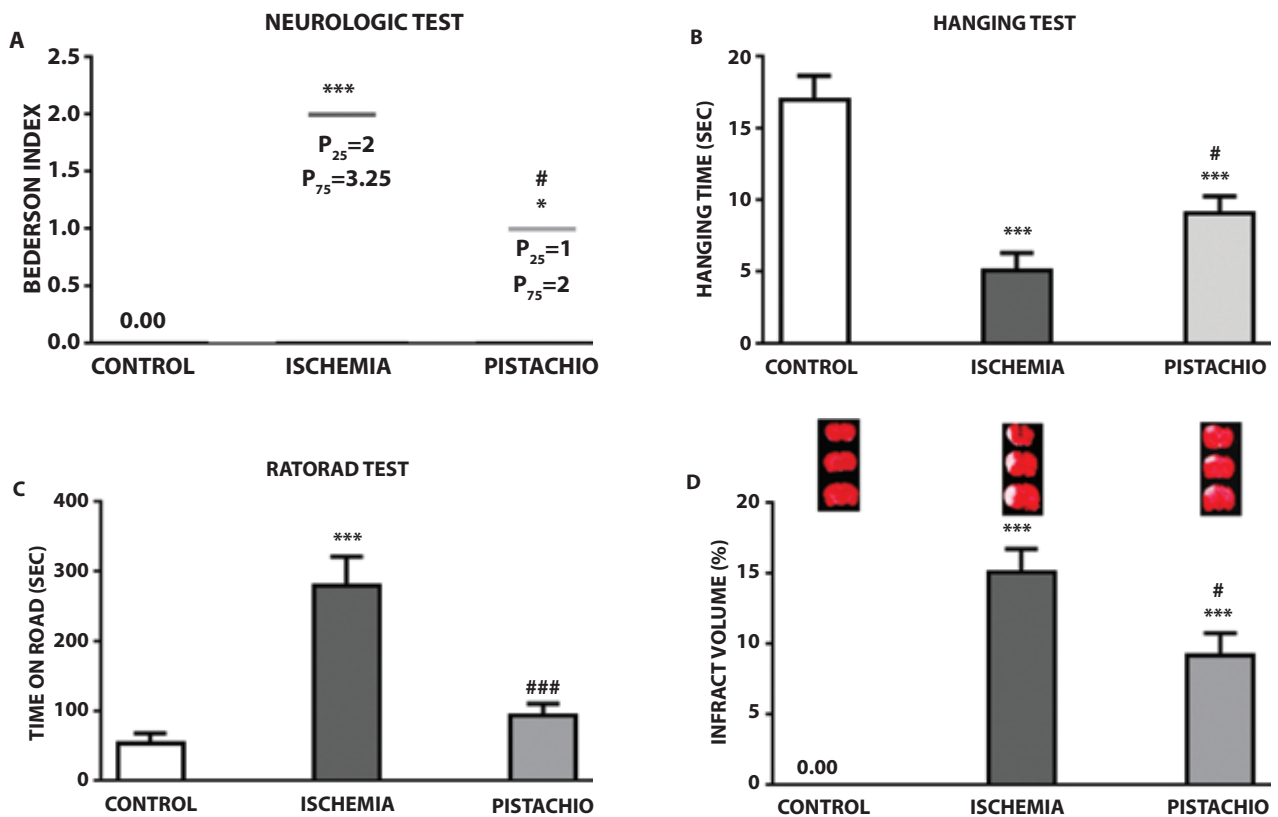 A
NEUROLOGIC TEST
BEDERSON INDEX
2.5
2.0
1.5
1.0
0.5
0.0
***
P25=2
P75=3.25
#
*
P25=1
P75=2
0.00
CONTROL ISCHEMIA PISTACHIO
B
HANGING TEST
HANGING TIME (SEC)
20
15
10
5
0
***
#
***
CONTROL ISCHEMIA PISTACHIO
C
RATORAD TEST
TIME ON ROAD (SEC)
400
300
200
100
0
***
###
CONTROL ISCHEMIA PISTACHIO
D
INFRACT VOLUME (%)
20
15
10
5
0
0.00
***
#
***
CONTROL ISCHEMIA PISTACHIO